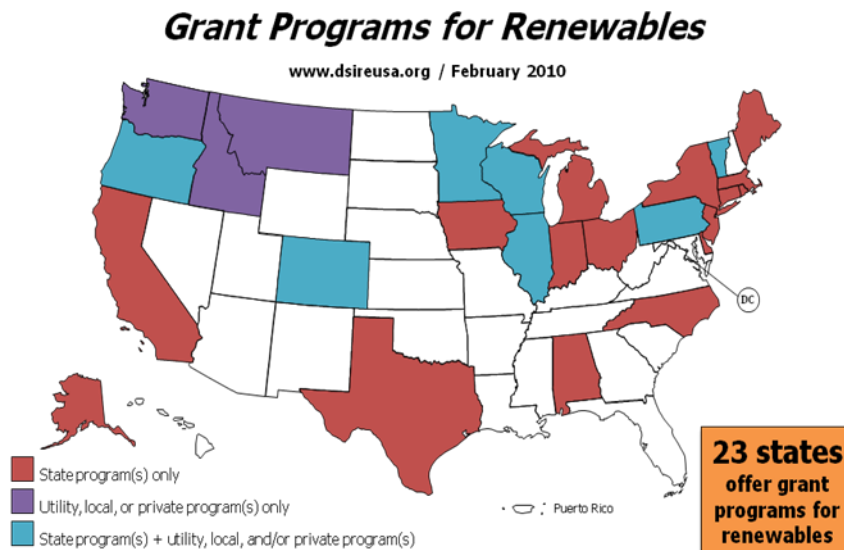 Grant Programs for Renewables
www.dsireusa.org / February 2010
DC
State program(s) only
Utility, local, or private program(s) only
State program(s) + utility, local, and/or private program(s)
Puerto Rico
23 states
offer grant
programs for
renewables